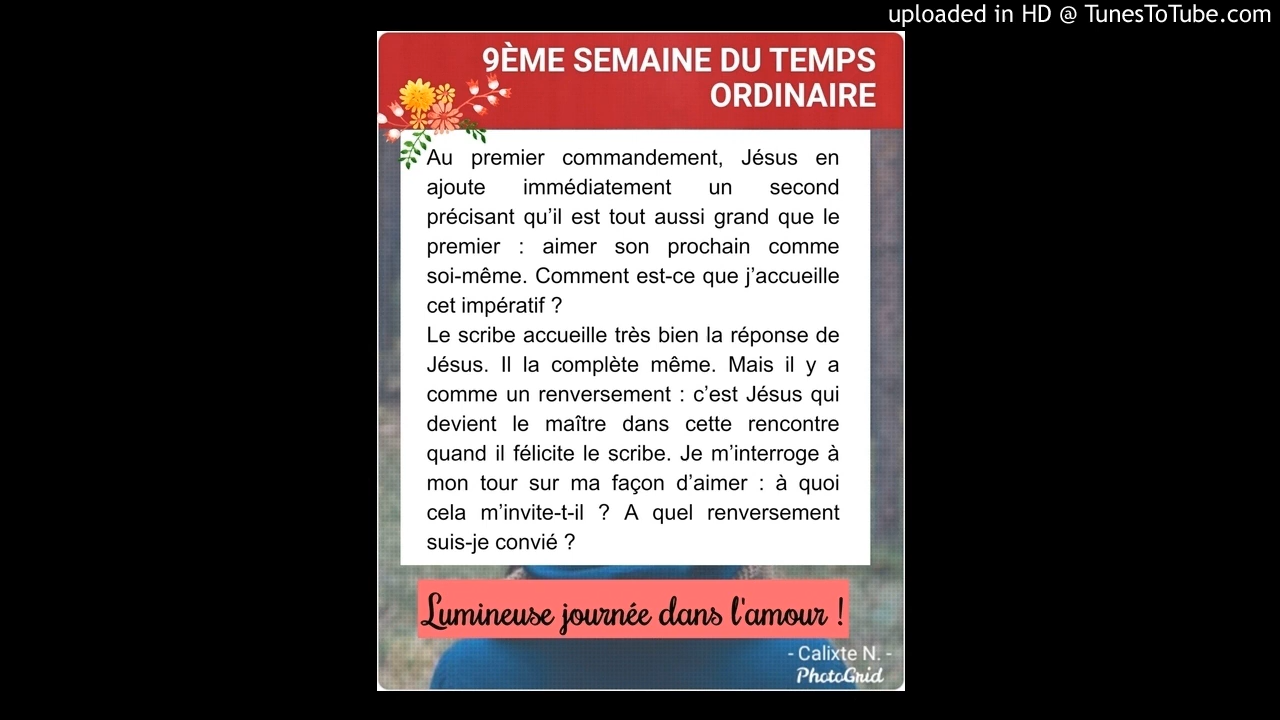 uploaded in HD @ TunesToTube.com
9ÈME SEMAINE DU TEMPS
ORDINAIRE
Au premier commandement, Jésus en
ajoute immédiatement un second
précisant qu’il est tout aussi grand que le
premier : aimer son prochain comme
soi-même. Comment est-ce que j’accueille
cet impératif ?
Le scribe accueille très bien la réponse de
Jésus. Il la complète même. Mais il y a
comme un renversement : c’est Jésus qui
devient le maître dans cette rencontre
quand il félicite le scribe. Je m’interroge à
mon tour sur ma façon d’aimer : à quoi
cela m’invite-t-il ? A quel renversement
suis-je convié ?
Lumineuse journée dans l'amour !
- Calixte N. -
PhotoGrid